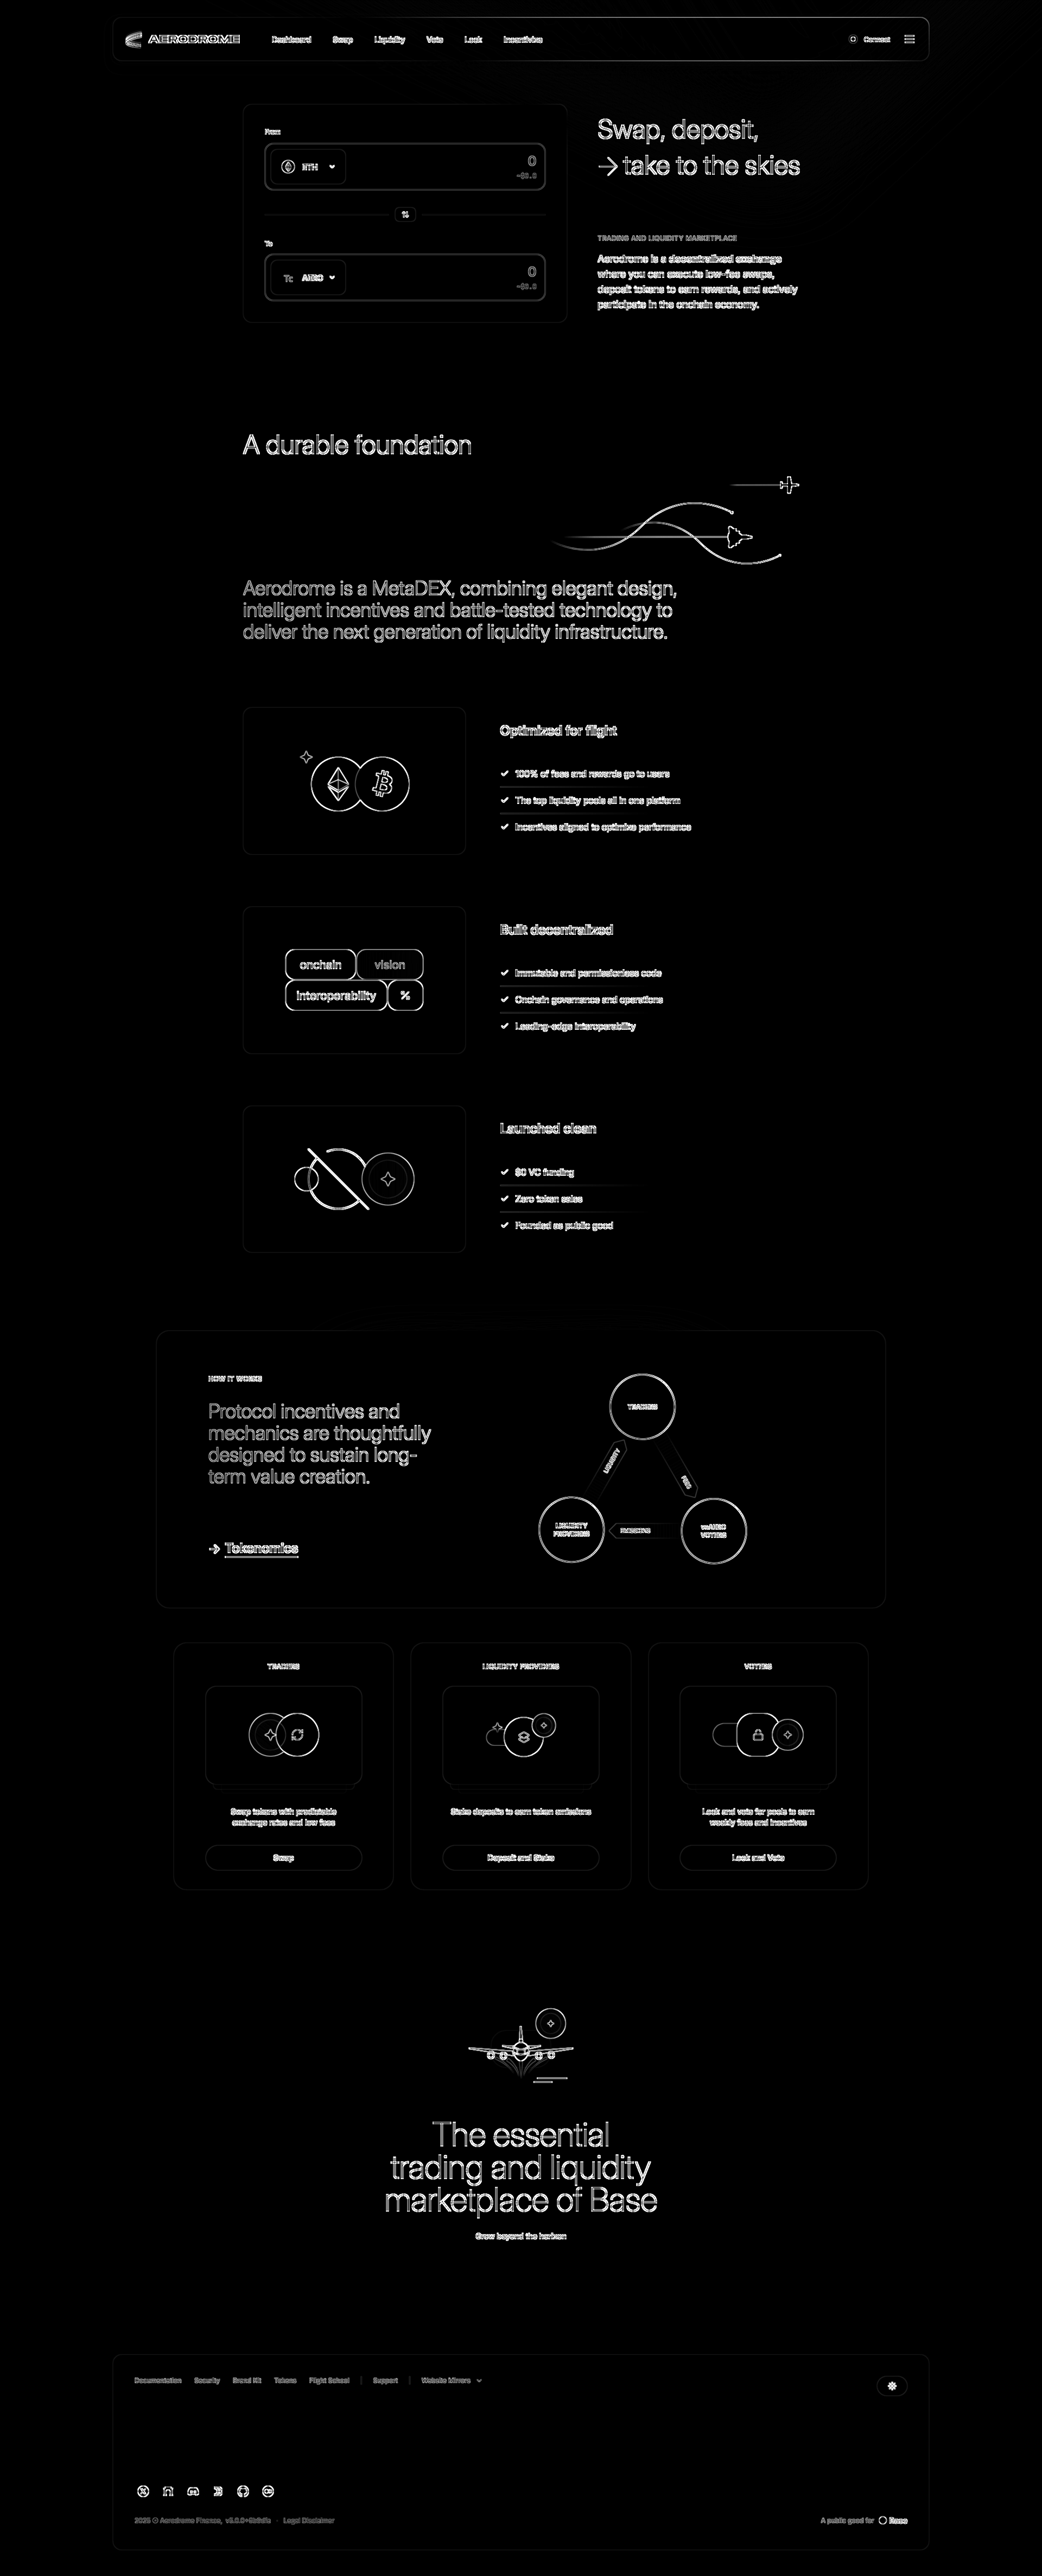 AERODROME
Dashboard Swap Liquidity Vote Lock Incentivize
Connect
From
ETH
0
~$0.0
To
AERO
0
~$0.0
Swap, deposit,
take to the skies
TRADING AND LIQUIDITY MARKETPLACE
Aerodrome is a decentralized exchange
where you can execute low-fee swaps,
deposit tokens to earn rewards, and actively
participate in the onchain economy.
A durable foundation
Aerodrome is a MetaDEX, combining elegant design,
intelligent incentives and battle-tested technology to
deliver the next generation of liquidity infrastructure.
Optimized for flight
100% of fees and rewards go to users
The top liquidity pools all in one platform
Incentives aligned to optimize performance
onchain vision
interoperability
Built decentralized
Immutable and permissionless code
Onchain governance and operations
Leading-edge interoperability
Launched clean
$0 VC funding
Zero token sales
Founded as public good
HOW IT WORKS
Protocol incentives and
mechanics are thoughtfully
designed to sustain long-
term value creation.
Tokenomics
TRADERS
LIQUIDITY
FEES
LIQUIDITY
PROVIDERS
veAERO
VOTERS
TRADERS
Swap tokens with predictable
exchange rates and low fees
Swap
LIQUIDITY PROVIDERS
Stake deposits to earn token emissions
Deposit and Stake
VOTERS
Lock and vote for pools to earn
weekly fees and incentives
Lock and Vote
The essential
trading and liquidity
marketplace of Base
Grow beyond the horizon
Documentation Security Brand Kit Tokens Flight School | Support | Website Mirrors
2025 © Aerodrome Finance, Legal Disclaimer
A public good for Base